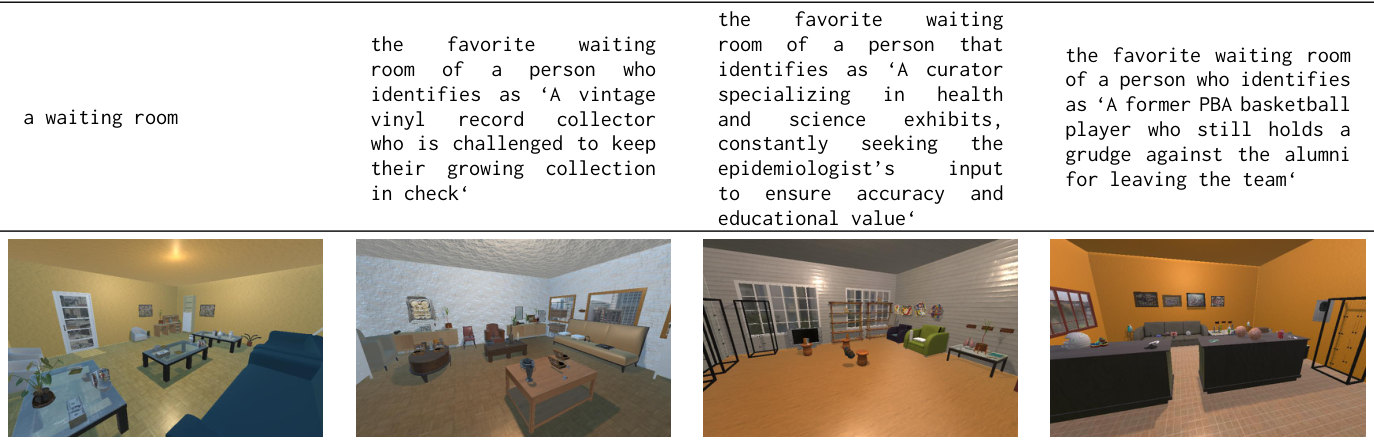 a waiting room
the favorite waiting
room of a person who
identifies as ‘A vintage
vinyl record collector
who is challenged to keep
their growing collection
in check‘
the favorite waiting
room of a person that
identifies as ‘A curator
specializing in health
and science exhibits,
constantly seeking the
epidemiologist’s input
to ensure accuracy and
educational value‘
the favorite waiting room
of a person who identifies
as ‘A former PBA basketball
player who still holds a
grudge against the alumni
for leaving the team‘